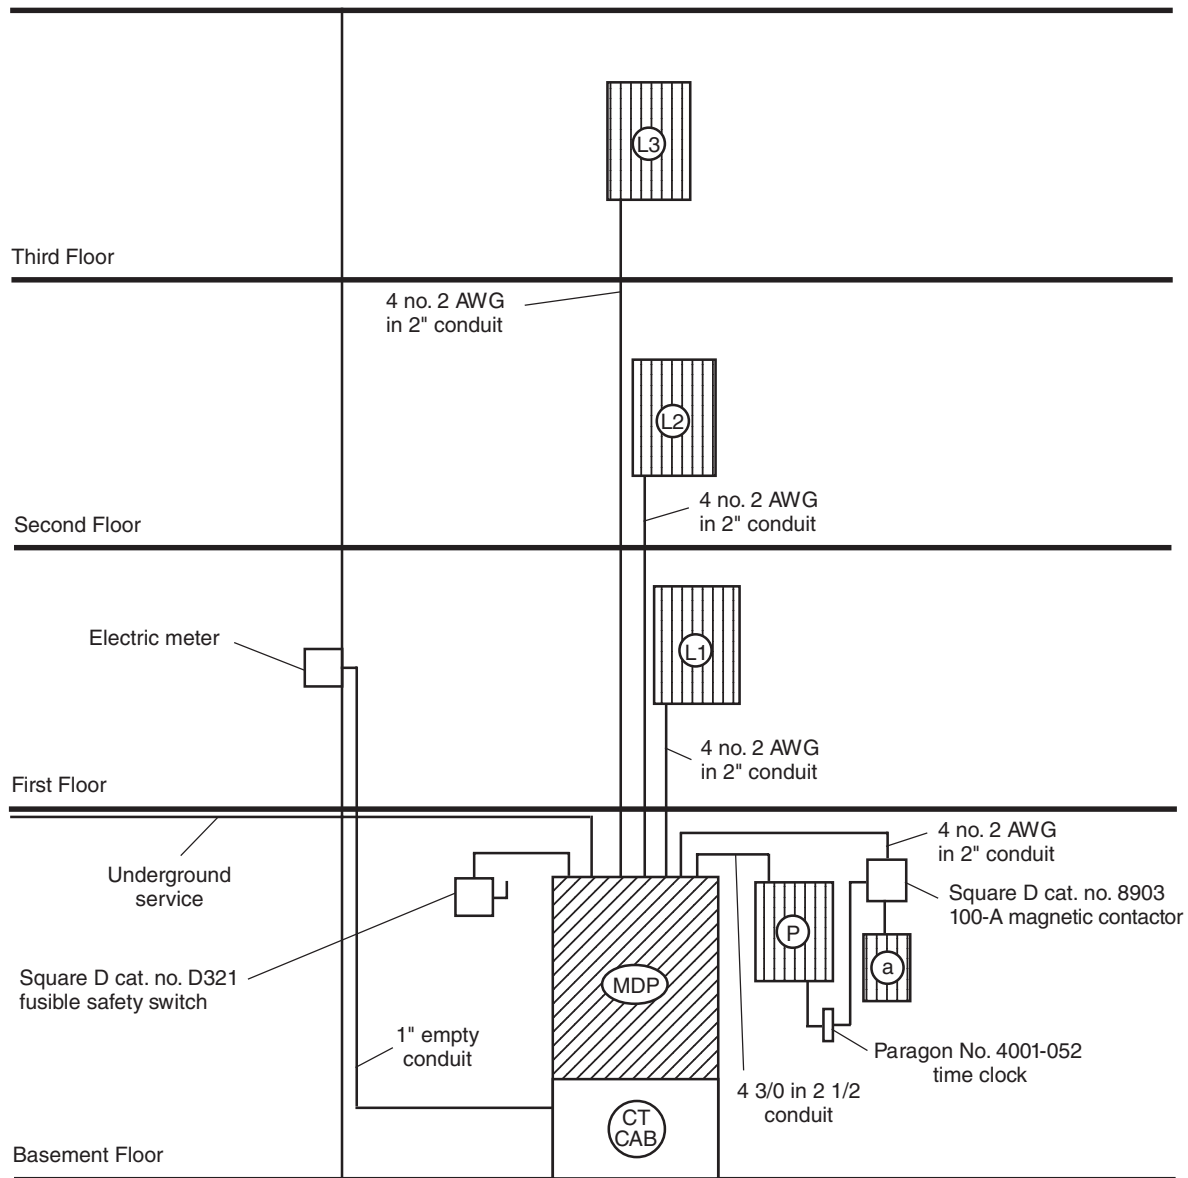 L3
Third Floor
4 no. 2 AWG
in 2" conduit
L2
4 no. 2 AWG
in 2" conduit
Second Floor
Electric meter
L1
4 no. 2 AWG
in 2" conduit
First Floor
4 no. 2 AWG
in 2" conduit
Underground
service
Square D cat. no. 8903
100-A magnetic contactor
P
a
Square D cat. no. D321
fusible safety switch
MDP
1" empty
conduit
Paragon No. 4001-052
time clock
4 3/0 in 2 1/2
conduit
CT
CAB
Basement Floor